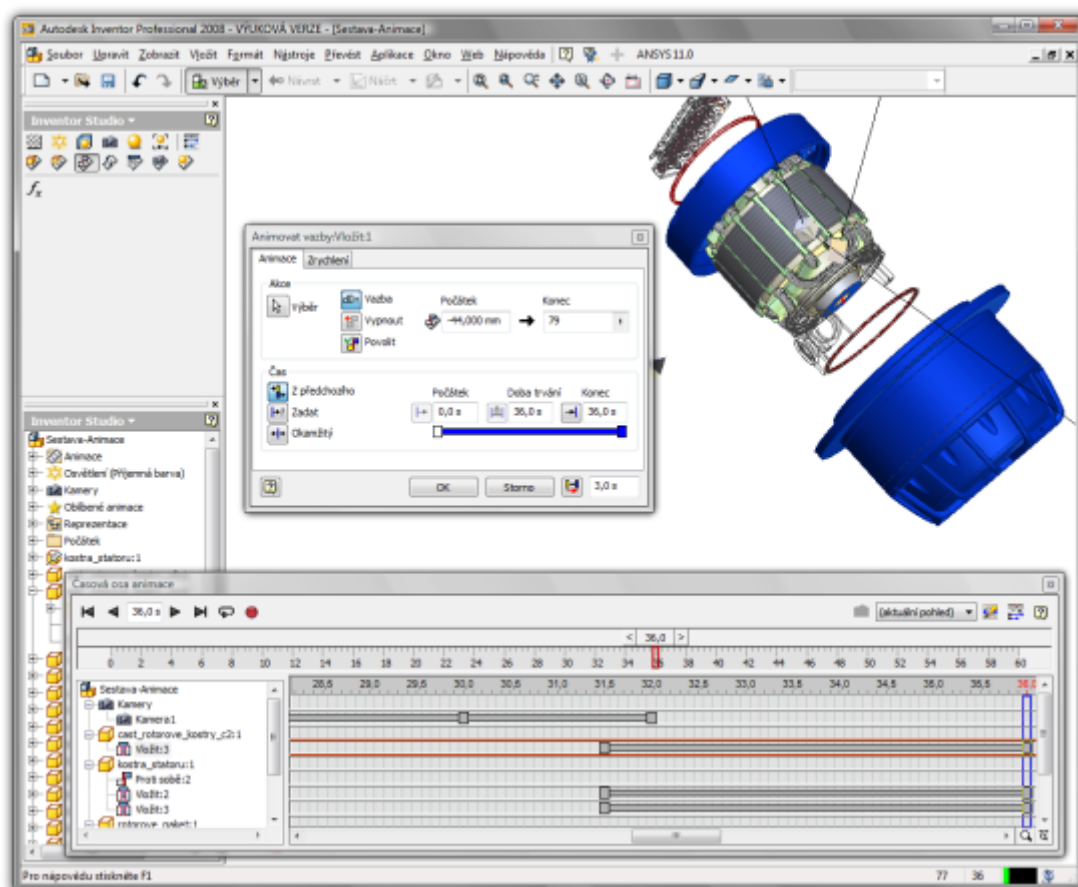 Autodesk Inventor Professional 2008 - VÝUKOVÁ VERZE - [Sestava-Animace]
Soubor Upravit Zobrazit Vložit Formát Nástroje Převést Aplikace Okno Web Nápověda ANSYS 11.0
Výběr Návrat Náčrt
Inventor Studio
fx
Animovat vazby:Vložit:1
Animace Zrychlení
Akce
Výběr
Vazba Počátek Konec
Vypnout -44,000 mm 79
Povolit
Čas
Z předchozího Počátek Doba trvání Konec
Zadat 0,0 s 36,0 s 36,0 s
Okamžitý
OK Storno 3,0 s
Inventor Studio
Sestava-Animace
Animace
Osvětlení (Příjemná barva)
Kamery
Oblíbené animace
Reprezentace
Počátek
kostra_statoru:1
Časová osa animace
36,0 s (aktuální pohled)
< 36,0 >
0 2 4 6 8 10 12 14 16 18 20 22 24 26 28 30 32 34 36 38 40 42 44 46 48 50 52 54 56 58 60
28,5 29,0 29,5 30,0 30,5 31,0 31,5 32,0 32,5 33,0 33,5 34,0 34,5 35,0 35,5 36,0
Sestava-Animace
Kamery
Kamera1
cast_rotorove_kostry_c2:1
Vložit:3
kostra_statoru:1
Proti sobě:2
Vložit:2
Vložit:3
rotorove_paket:1
Pro nápovědu stiskněte F1 77 36